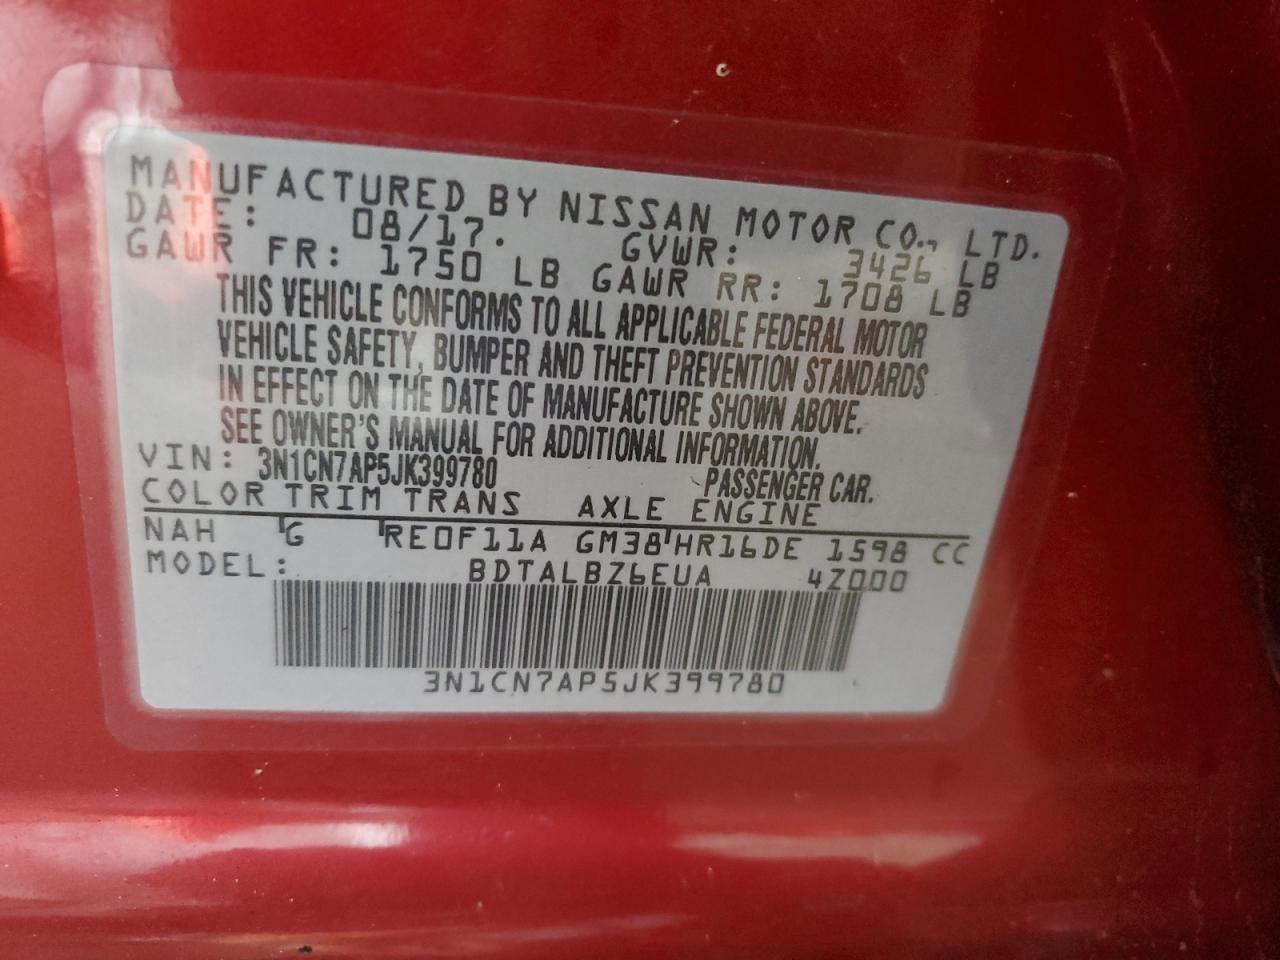 MANUFACTURED BY NISSAN MOTOR CO., LTD.
DATE: 08/17. GVWR: 3426 LB
GAWR FR: 1750 LB GAWR RR: 1708 LB
THIS VEHICLE CONFORMS TO ALL APPLICABLE FEDERAL MOTOR
VEHICLE SAFETY, BUMPER AND THEFT PREVENTION STANDARDS
IN EFFECT ON THE DATE OF MANUFACTURE SHOWN ABOVE.
SEE OWNER'S MANUAL FOR ADDITIONAL INFORMATION.
VIN: 3N1CN7AP5JK399780 PASSENGER CAR.
COLOR TRIM TRANS AXLE ENGINE
NAH G RE0F11A GM38 HR16DE 1598 CC
MODEL: BDTALBZ6EUA 4Z000
3N1CN7AP5JK399780